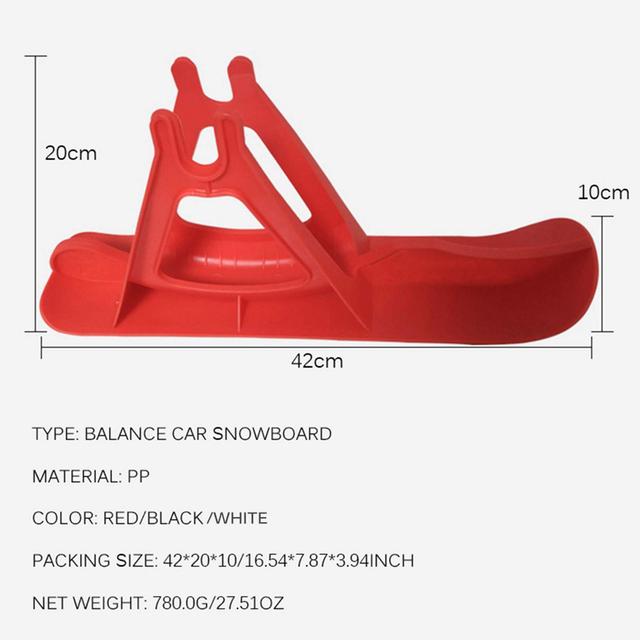 20cm
10cm
42cm
TYPE: BALANCE CAR SNOWBOARD
MATERIAL: PP
COLOR: RED/BLACK/WHITE
PACKING SIZE: 42*20*10/16.54*7.87*3.94INCH
NET WEIGHT: 780.0G/27.51OZ